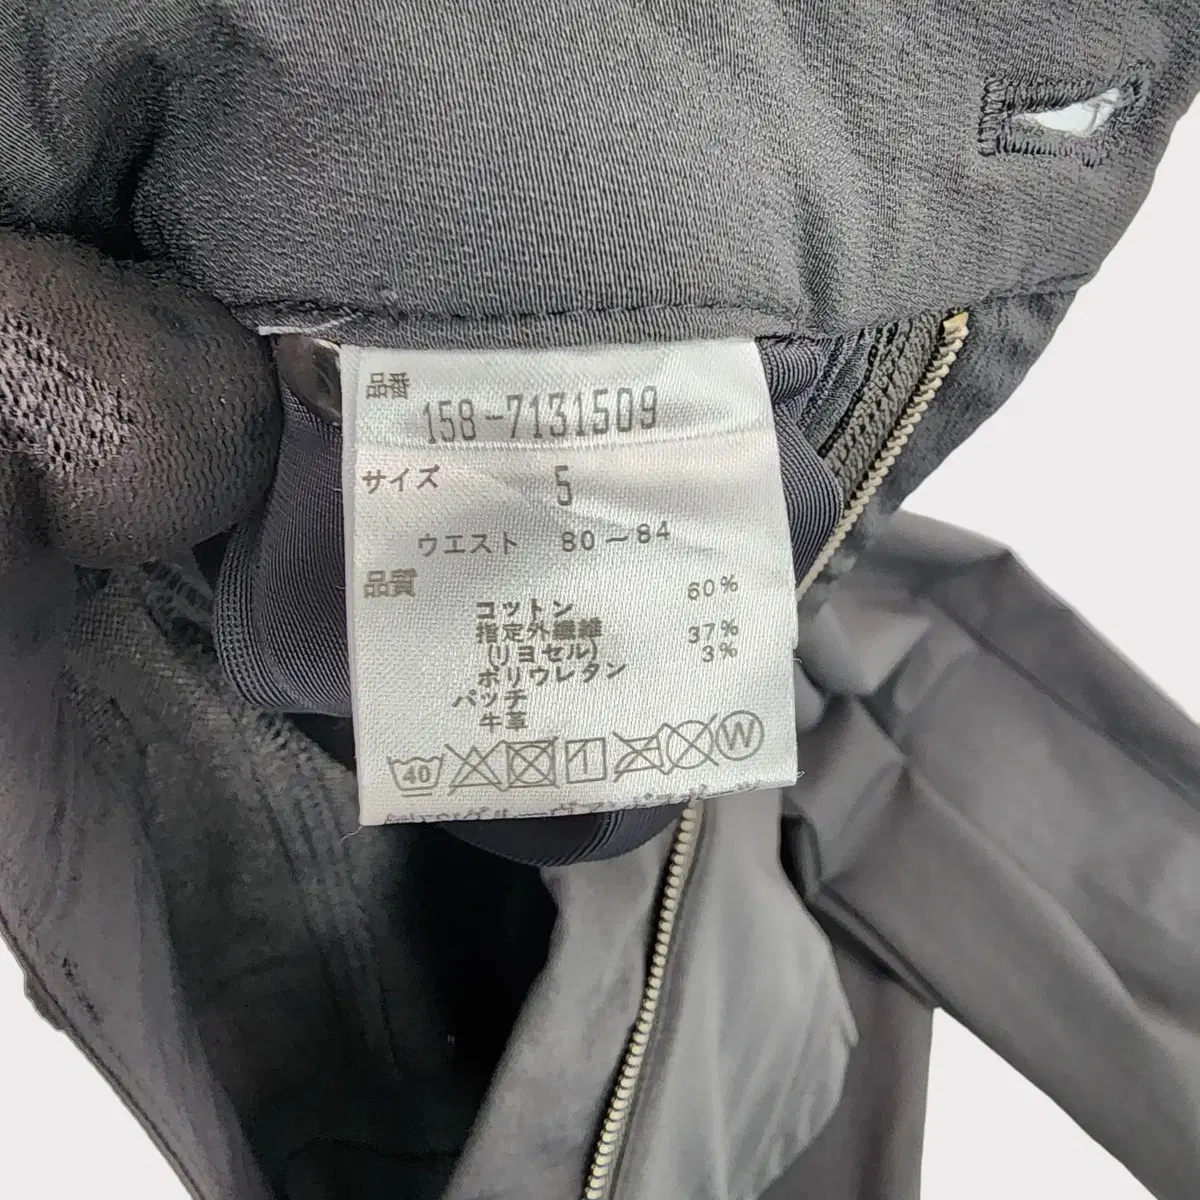 品番
158-7131509
サイズ 5
ウエスト 80～84
品質
コットン 60%
指定外繊維
(リヨセル) 37%
ポリウレタン 3%
パッチ
牛革
40
1
W